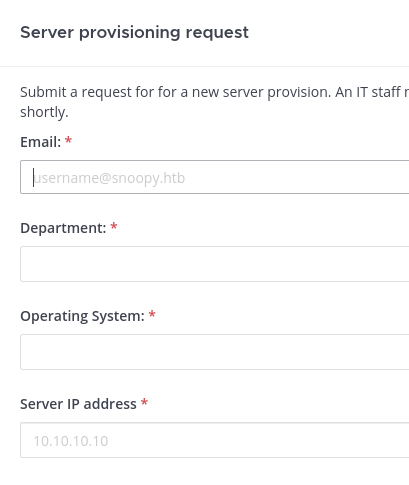 Server provisioning request
Submit a request for for a new server provision. An IT staff
shortly.
Email: *
username@snoopy.htb
Department: *
Operating System: *
Server IP address *
10.10.10.10